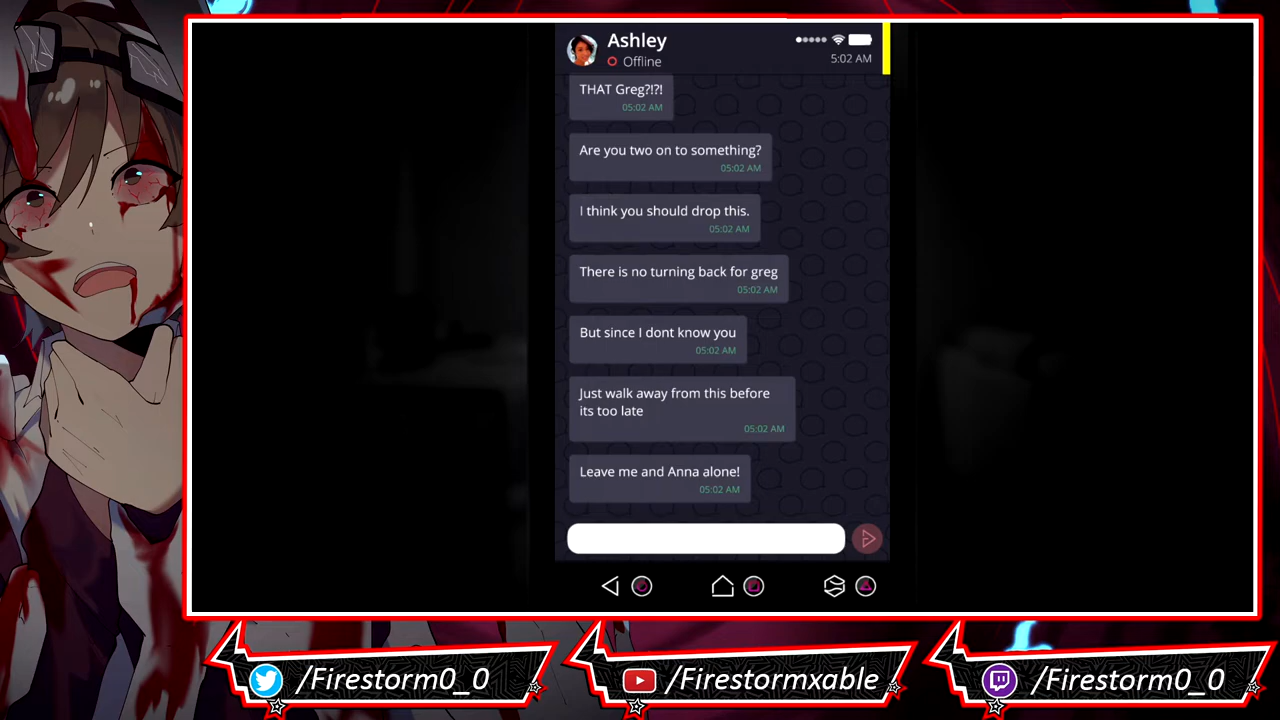 Ashley
Offline
5:02 AM
THAT Greg?!?!
05:02 AM
Are you two on to something?
05:02 AM
I think you should drop this.
05:02 AM
There is no turning back for greg
05:02 AM
But since I dont know you
05:02 AM
Just walk away from this before
its too late
05:02 AM
Leave me and Anna alone!
05:02 AM
/Firestorm0_0
/Firestormxable
/Firestorm0_0